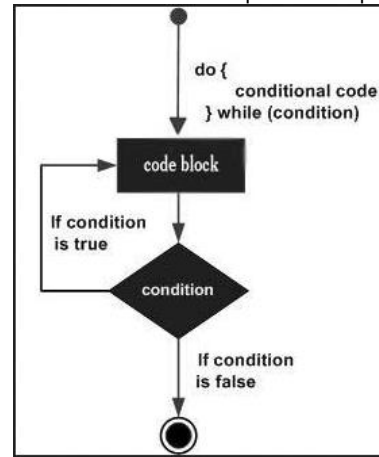 do {
conditional code
} while (condition)
code block
If condition
is true
condition
If condition
is false